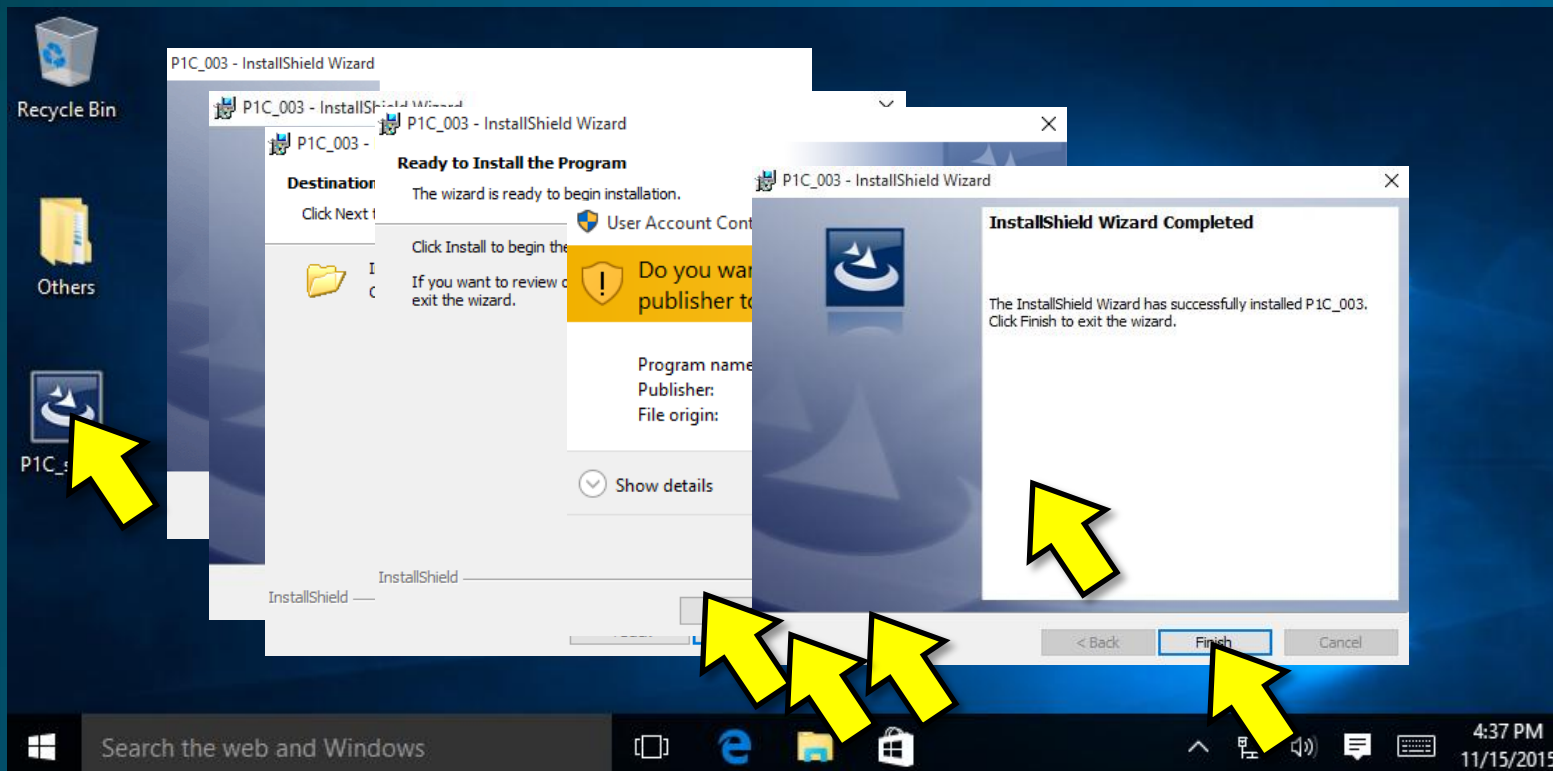 Recycle Bin
Others
P1C_s
P1C_003 - InstallShield Wizard
P1C_003 - InstallShield Wizard
P1C_003 -
Destination
Click Next t
InstallShield
P1C_003 - InstallShield Wizard
Ready to Install the Program
The wizard is ready to begin installation.
Click Install to begin the
If you want to review
exit the wizard.
InstallShield
User Account Cont
Do you wan
publisher to
Program name
Publisher:
File origin:
Show details
P1C_003 - InstallShield Wizard
InstallShield Wizard Completed
The InstallShield Wizard has successfully installed P1C_003.
Click Finish to exit the wizard.
< Back Finish Cancel
Search the web and Windows
4:37 PM
11/15/2015